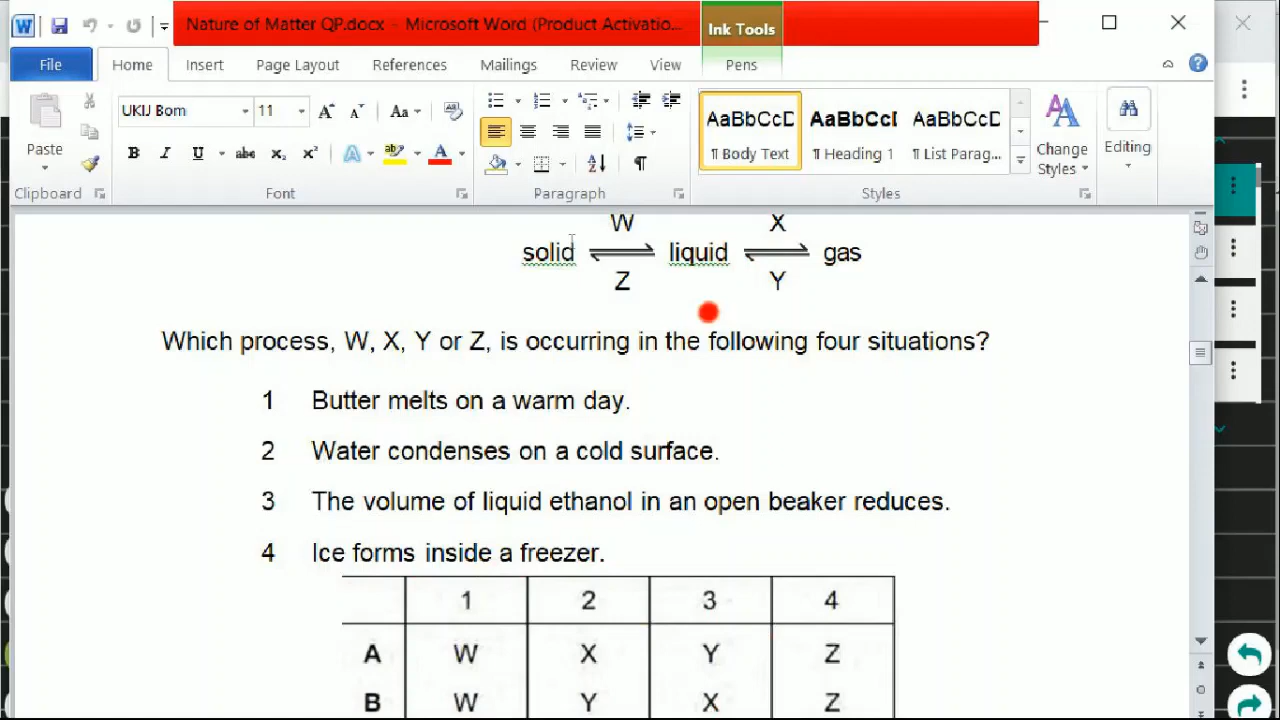 Nature of Matter QP.docx - Microsoft Word (Product Activatio...
Ink Tools
File Home Insert Page Layout References Mailings Review View Pens
UKIJ Bom 11
Paste
AaBbCcD AaBbCcI AaBbCcD
¶ Body Text ¶ Heading 1 ¶ List Parag...
Change Styles
Editing
Clipboard Font Paragraph Styles
W X
solid liquid gas
Z Y
Which process, W, X, Y or Z, is occurring in the following four situations?
1 Butter melts on a warm day.
2 Water condenses on a cold surface.
3 The volume of liquid ethanol in an open beaker reduces.
4 Ice forms inside a freezer.
1 2 3 4
A W X Y Z
B W Y X Z